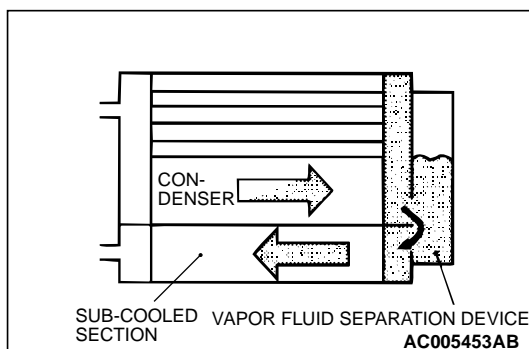 CON-
DENSER
SUB-COOLED
SECTION
VAPOR FLUID SEPARATION DEVICE
AC005453AB